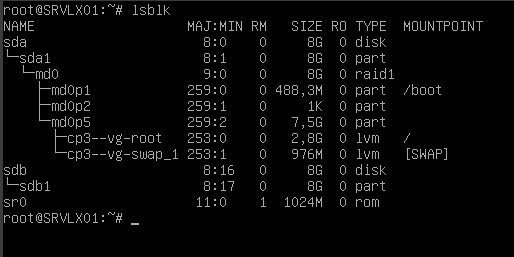 root@SRVLX01:~# lsblk
NAME                  MAJ:MIN RM   SIZE RO TYPE  MOUNTPOINT
sda                     8:0    0     8G  0 disk
└─sda1                  8:1    0     8G  0 part
  └─md0                 9:0    0     8G  0 raid1
    ├─md0p1           259:0    0 488,3M  0 part  /boot
    ├─md0p2           259:1    0     1K  0 part
    └─md0p5           259:2    0   7,5G  0 part
      ├─cp3--vg-root  253:0    0   2,8G  0 lvm   /
      └─cp3--vg-swap_1 253:1    0   976M  0 lvm   [SWAP]
sdb                     8:16   0     8G  0 disk
└─sdb1                  8:17   0     8G  0 part
sr0                    11:0    1  1024M  0 rom
root@SRVLX01:~# _